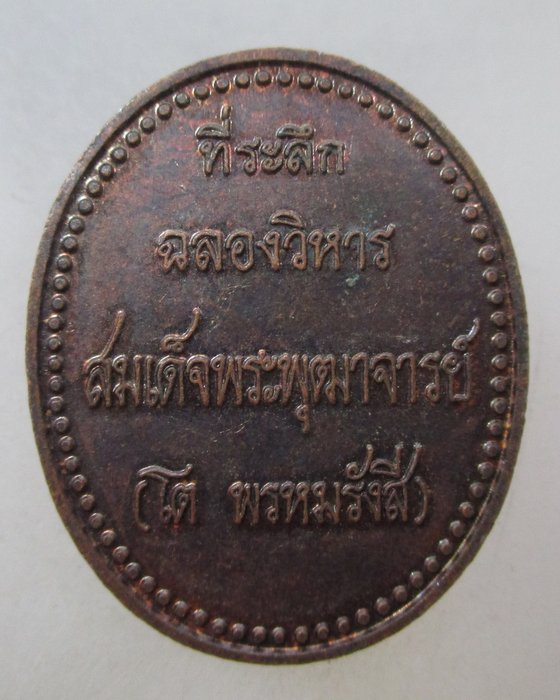 ที่ระลึก
ฉลองวิหาร
สมเด็จพระพุฒาจารย์
(โต พรหมรังสี)